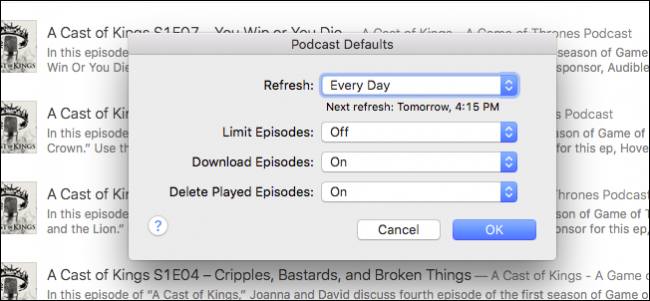 A Cast of Kings S1E07 – You Win or You Die — A Cast of Kings - A Game of Thrones Podcast
In this episode season of Game
Win Or You Die sponsor, Audible
Podcast Defaults
Refresh: Every Day
Next refresh: Tomorrow, 4:15 PM
A Cast of Kin Thrones Podcast
In this episode season of Game of
Crown.” Use th for this ep, Hove
Limit Episodes: Off
Download Episodes: On
Delete Played Episodes: On
A Cast of Kin Thrones Podcast
In this episode ason of Game of
and the Lion.” for this ep,
? Cancel OK
A Cast of Kings S1E04 – Cripples, Bastards, and Broken Things — A Cast of Kings - A Game o
In this episode of “A Cast of Kings,” Joanna and David discuss fourth episode of the first season of Game of